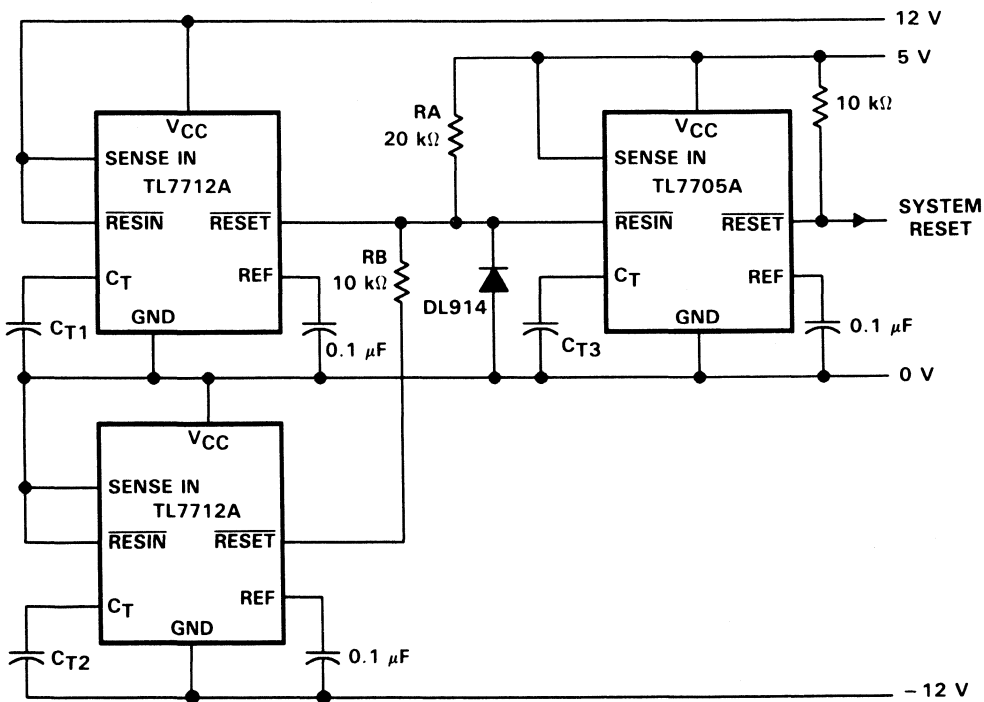 12 V
5 V
RA
20 kΩ
10 kΩ
VCC
SENSE IN
TL7712A
RESIN
RESET
CT
REF
GND
CT1
0.1 μF
RB
10 kΩ
DL914
VCC
SENSE IN
TL7705A
RESIN
RESET
CT
REF
GND
CT3
0.1 μF
SYSTEM
RESET
0 V
VCC
SENSE IN
TL7712A
RESIN
RESET
CT
REF
GND
CT2
0.1 μF
−12 V